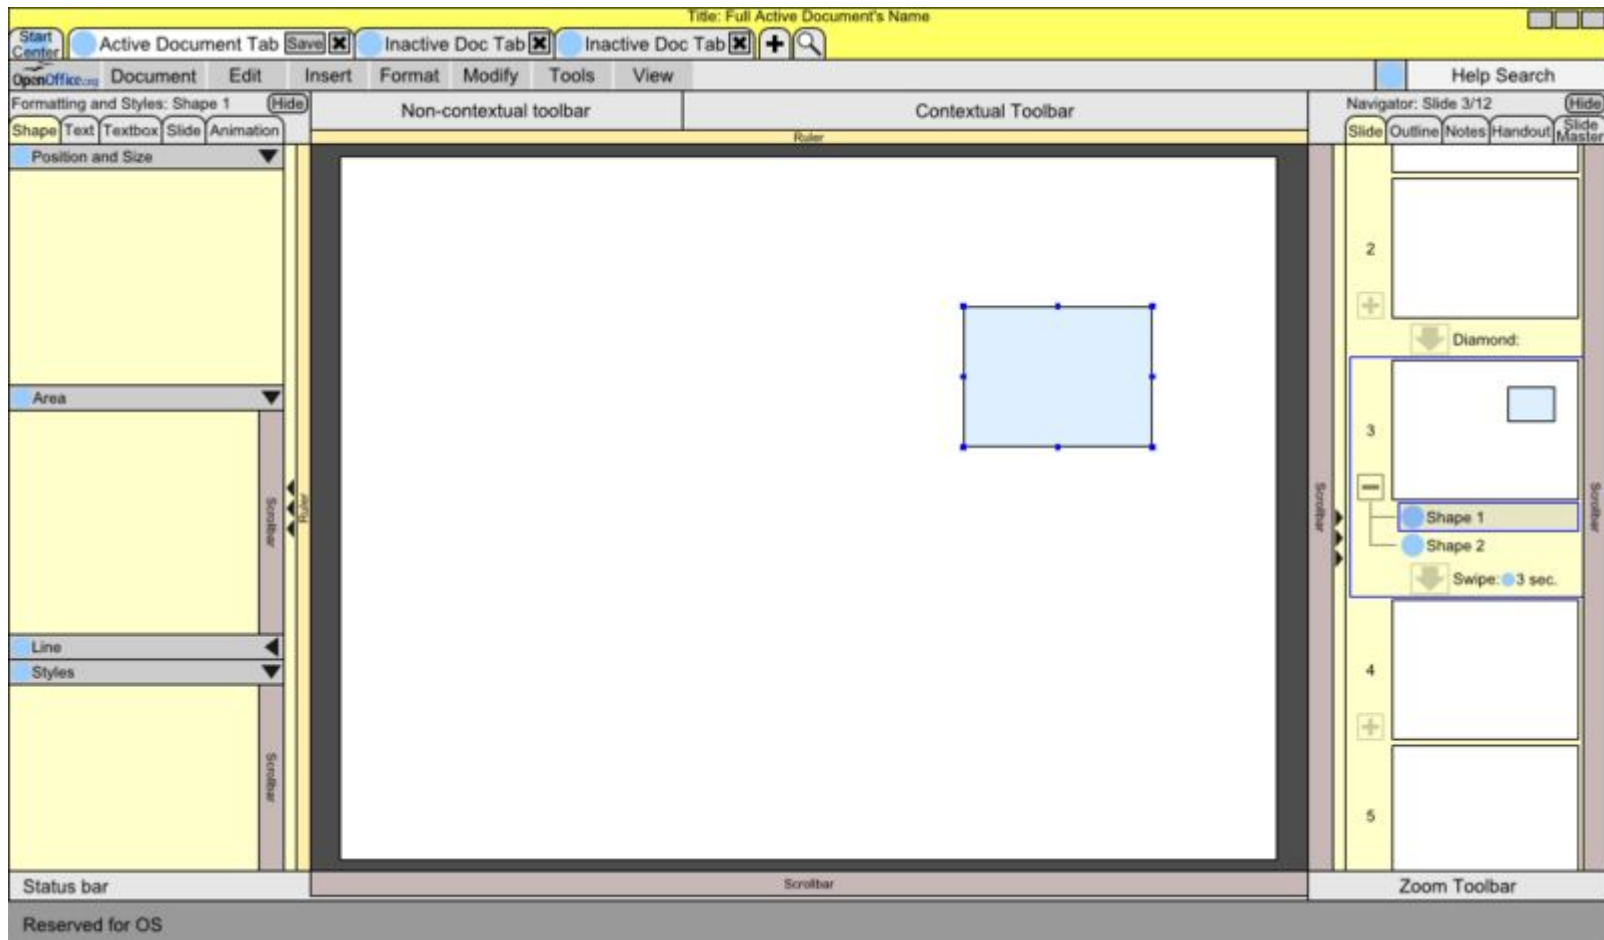 Title: Full Active Document's Name
Start Center
Active Document Tab Save
Inactive Doc Tab
Inactive Doc Tab
OpenOffice.org Document Edit Insert Format Modify Tools View
Help Search
Formatting and Styles: Shape 1 Hide
Non-contextual toolbar
Contextual Toolbar
Navigator: Slide 3/12 Hide
Shape Text Textbox Slide Animation
Ruler
Slide Outline Notes Handout Slide Master
Position and Size
2
Diamond:
Area
3
Scrollbar
Ruler
Scrollbar
Scrollbar
Shape 1
Shape 2
Swipe: 3 sec.
Line
Styles
4
Scrollbar
5
Status bar
Scrollbar
Zoom Toolbar
Reserved for OS